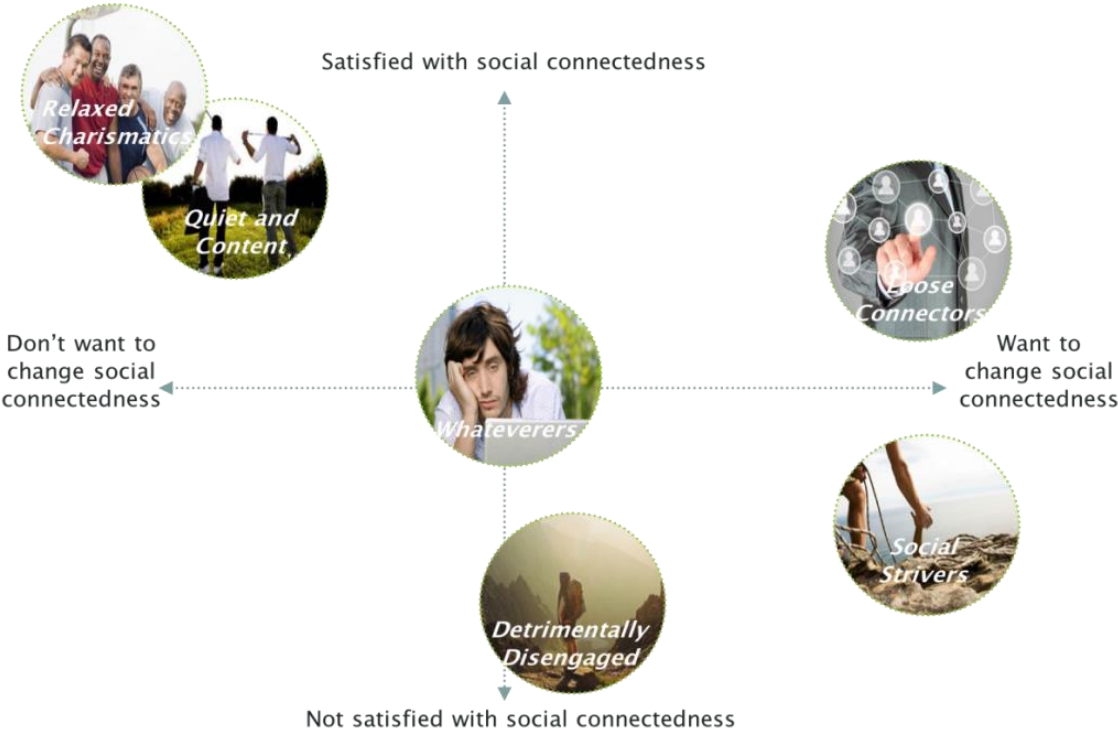 Satisfied with social connectedness
Relaxed
Charismatics
Quiet and
Content
Loose
Connectors
Don’t want to
change social
connectedness
Want to
change social
connectedness
Whateverers
Social
Strivers
Detrimentally
Disengaged
Not satisfied with social connectedness